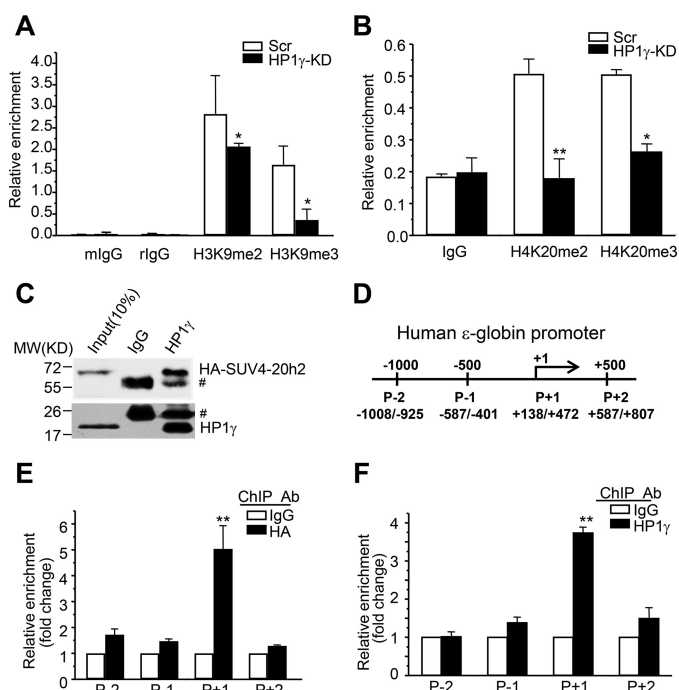 A
Scr
HP1γ-KD
Relative enrichment
4.0
3.5
3.0
2.5
2.0
1.5
1.0
0.5
0.0
*
*
mIgG rIgG H3K9me2 H3K9me3
B
Scr
HP1γ-KD
Relative enrichment
0.6
0.5
0.4
0.3
0.2
0.1
0
**
*
IgG H4K20me2 H4K20me3
C
Input(10%) IgG HP1γ
MW(KD)
72
55
26
17
HA-SUV4-20h2
#
#
HP1γ
D
Human ε-globin promoter
-1000 -500 +1 +500
P-2 P-1 P+1 P+2
-1008/-925 -587/-401 +138/+472 +587/+807
E
ChIP Ab
IgG
HA
Relative enrichment
(fold change)
6
5
4
3
2
1
0
**
P-2 P-1 P+1 P+2
F
ChIP Ab
IgG
HP1γ
Relative enrichment
(fold change)
4
3
2
1
0
**
P-2 P-1 P+1 P+2